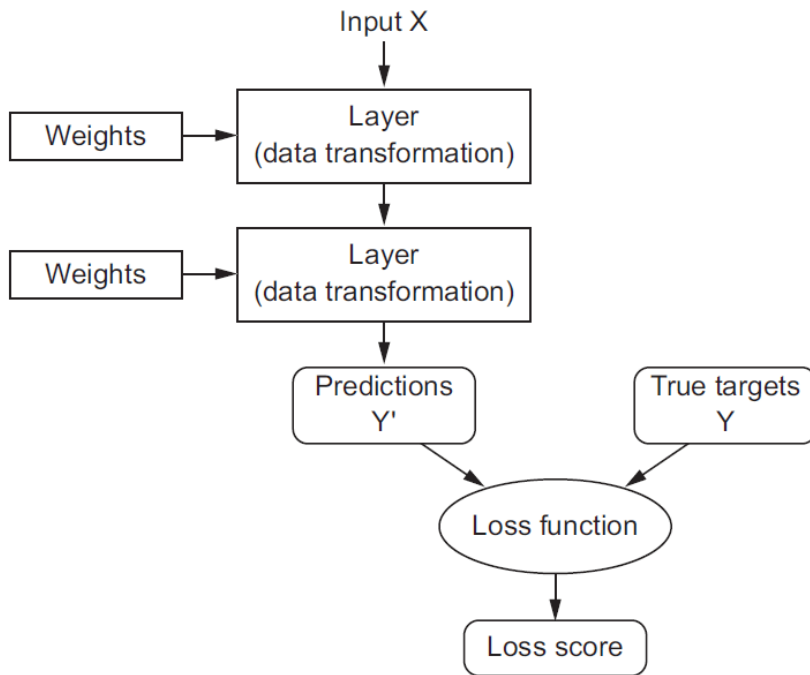 Input X
Weights
Layer
(data transformation)
Weights
Layer
(data transformation)
Predictions
Y'
True targets
Y
Loss function
Loss score